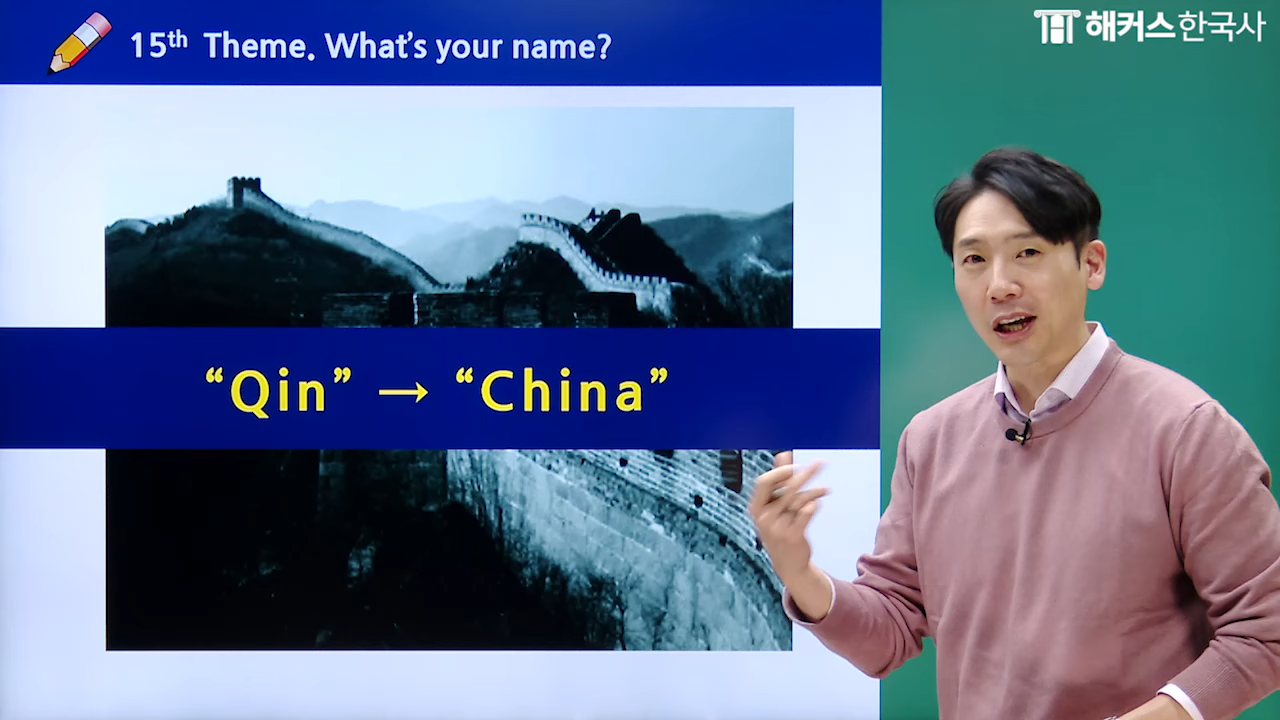 15th Theme. What's your name?
해커스한국사
“Qin” → “China”